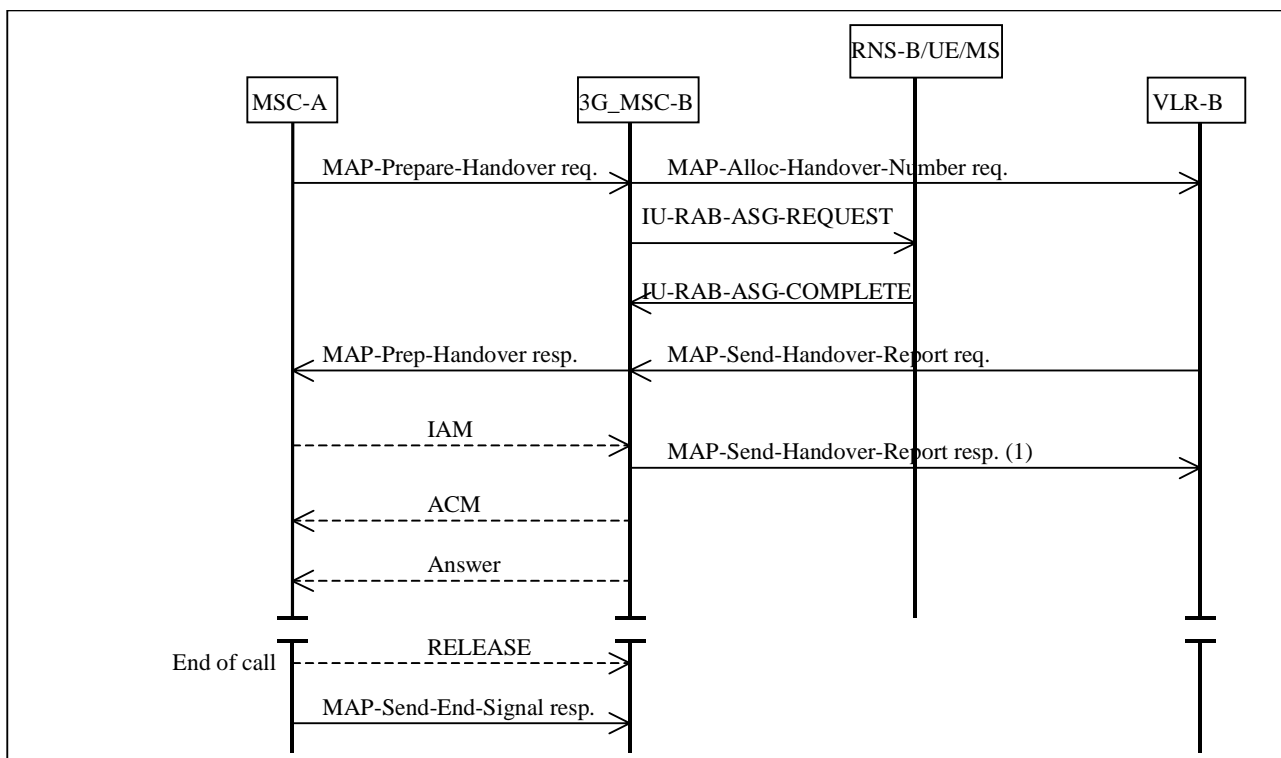 RNS-B/UE/MS
MSC-A
3G_MSC-B
VLR-B
MAP-Prepare-Handover req.
MAP-Alloc-Handover-Number req.
IU-RAB-ASG-REQUEST
IU-RAB-ASG-COMPLETE
MAP-Prep-Handover resp.
MAP-Send-Handover-Report req.
IAM
MAP-Send-Handover-Report resp. (1)
ACM
Answer
RELEASE
End of call
MAP-Send-End-Signal resp.